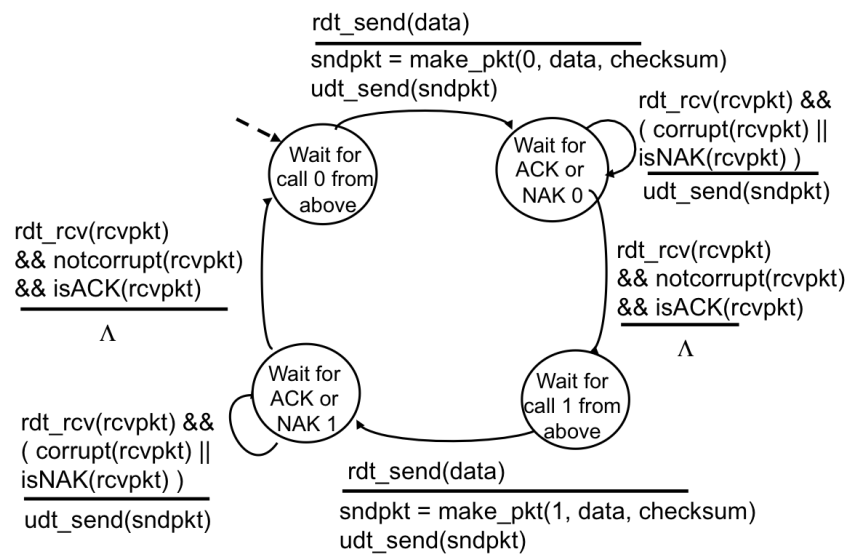 rdt_send(data)
sndpkt = make_pkt(0, data, checksum)
udt_send(sndpkt)
Wait for
call 0 from
above
Wait for
ACK or
NAK 0
rdt_rcv(rcvpkt) &&
( corrupt(rcvpkt) ||
isNAK(rcvpkt) )
udt_send(sndpkt)
rdt_rcv(rcvpkt)
&& notcorrupt(rcvpkt)
&& isACK(rcvpkt)
Λ
rdt_rcv(rcvpkt)
&& notcorrupt(rcvpkt)
&& isACK(rcvpkt)
Λ
Wait for
ACK or
NAK 1
Wait for
call 1 from
above
rdt_rcv(rcvpkt) &&
( corrupt(rcvpkt) ||
isNAK(rcvpkt) )
udt_send(sndpkt)
rdt_send(data)
sndpkt = make_pkt(1, data, checksum)
udt_send(sndpkt)